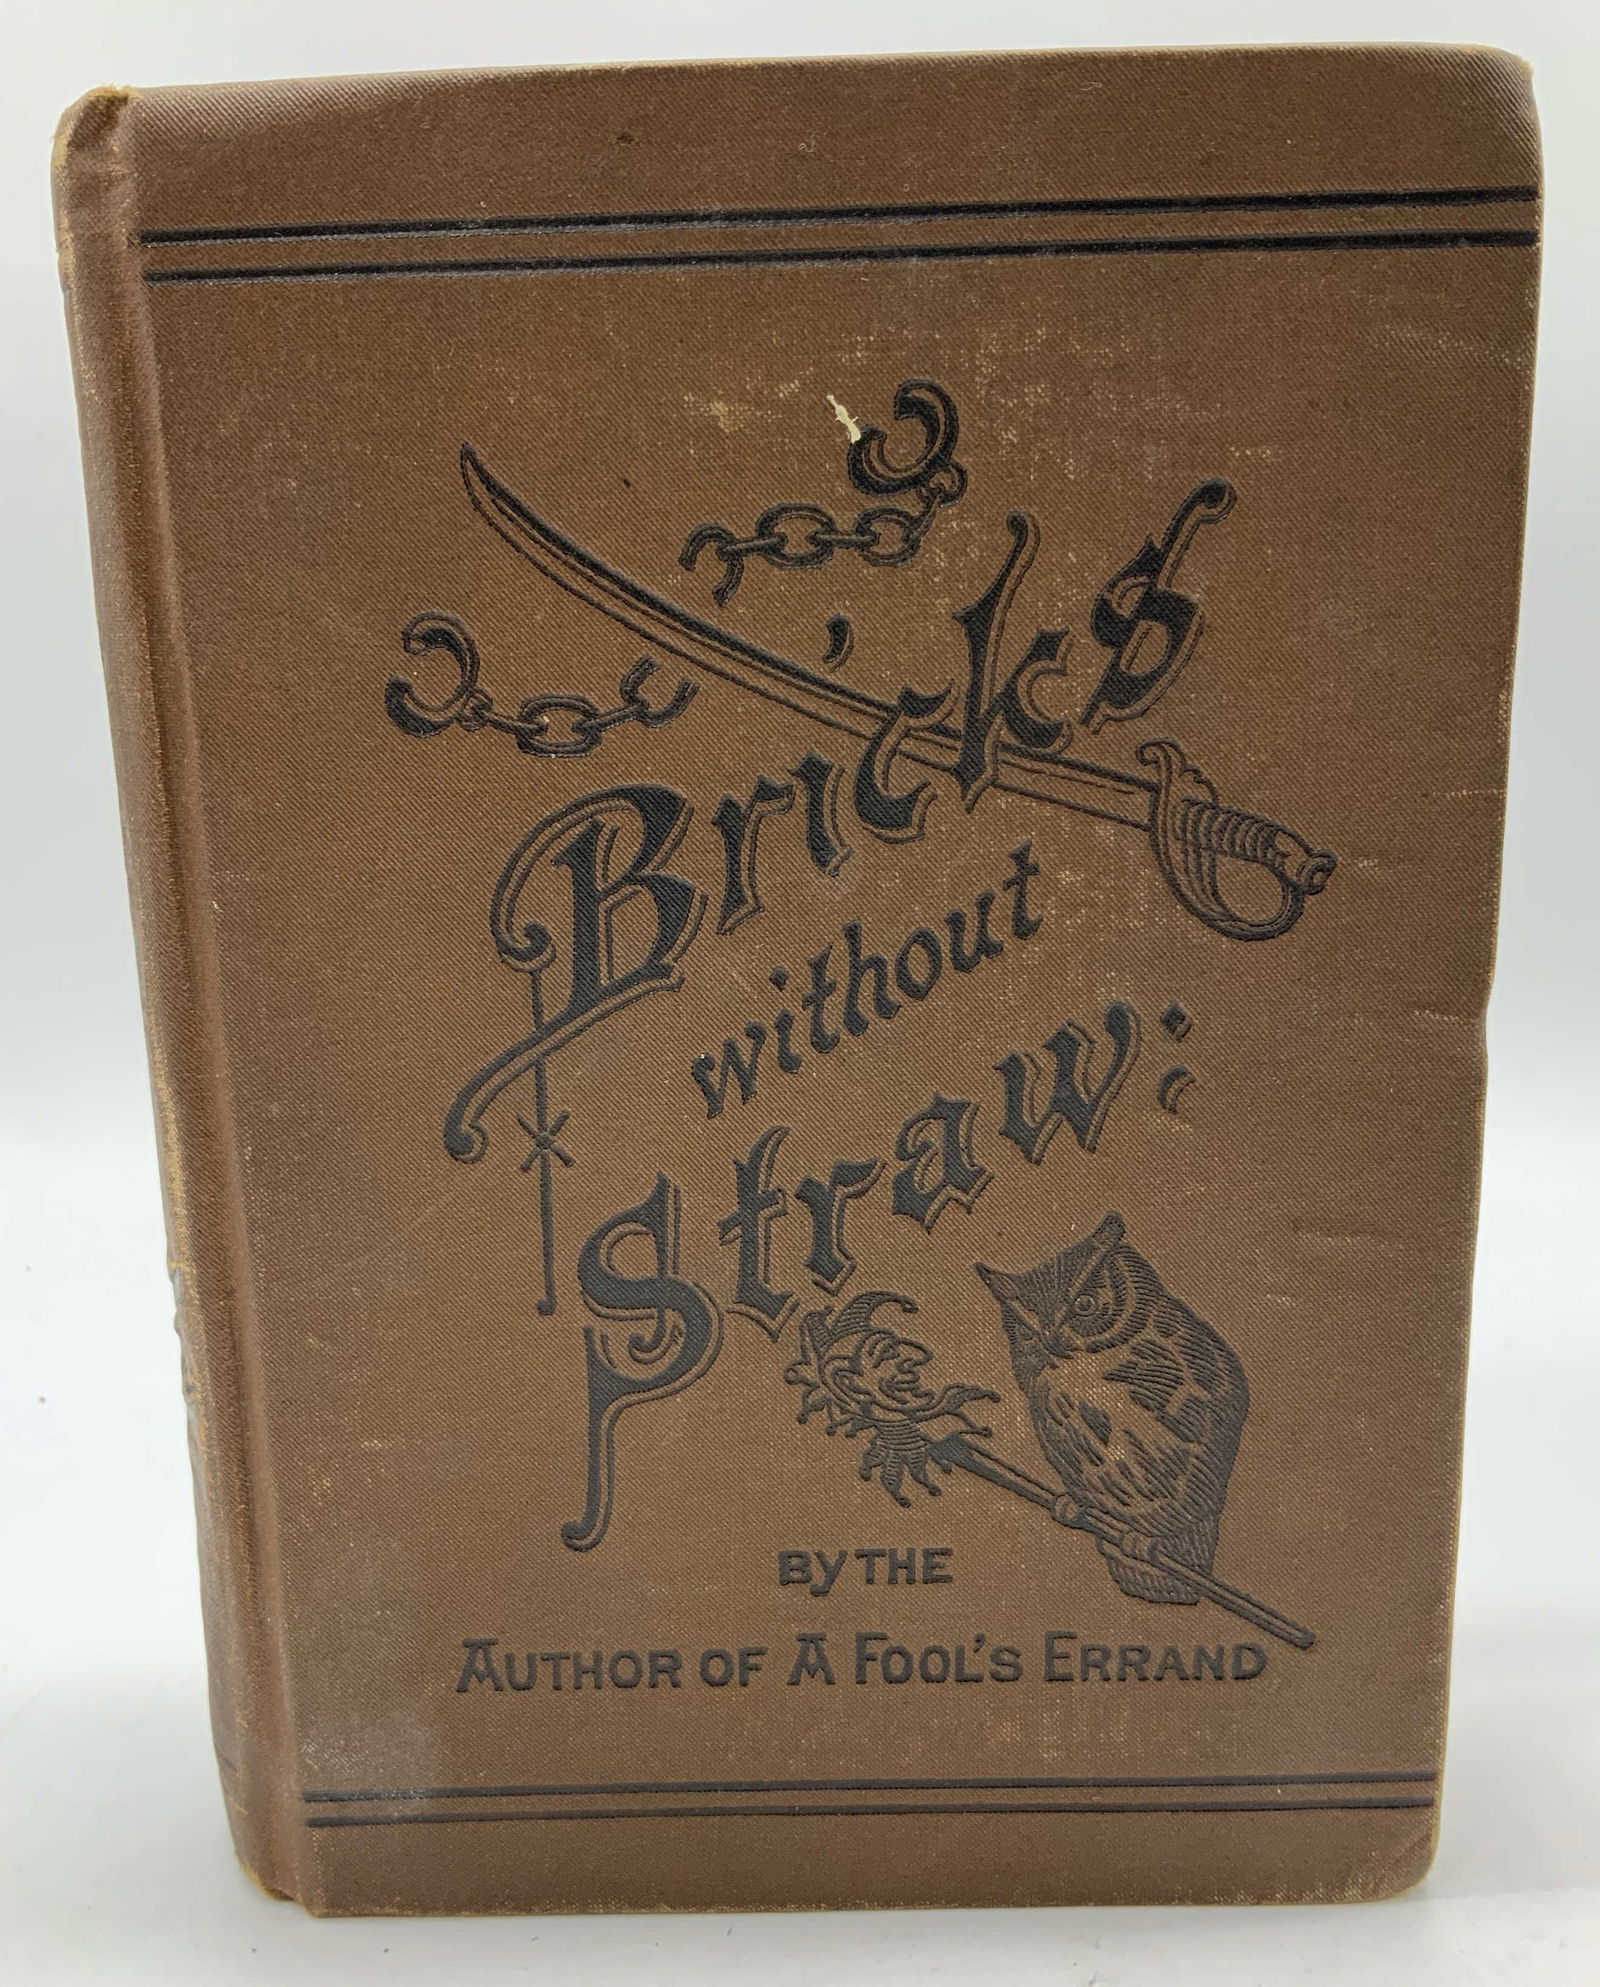 Bricks
without
Straw:
BY THE
AUTHOR OF A FOOL'S ERRAND